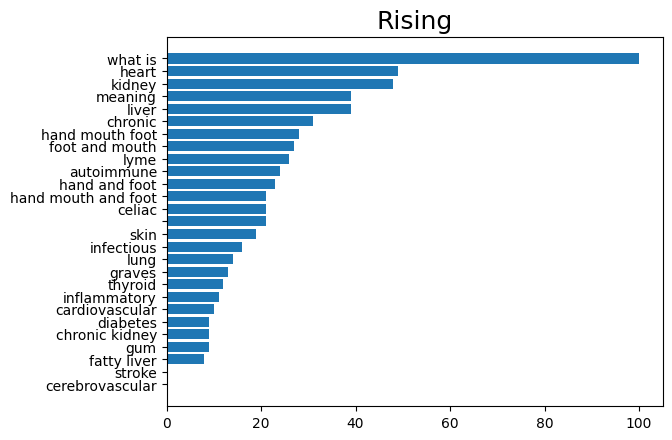 Rising
what is
heart
kidney
meaning
liver
chronic
hand mouth foot
foot and mouth
lyme
autoimmune
hand and foot
hand mouth and foot
celiac
skin
infectious
lung
graves
thyroid
inflammatory
cardiovascular
diabetes
chronic kidney
gum
fatty liver
stroke
cerebrovascular
0 20 40 60 80 100